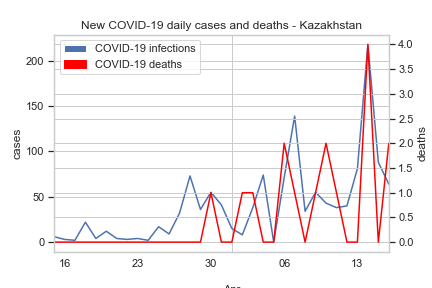 New COVID-19 daily cases and deaths - Kazakhstan
COVID-19 infections
COVID-19 deaths
200
150
100
50
0
cases
4.0
3.5
3.0
2.5
2.0
1.5
1.0
0.5
0.0
deaths
16 23 30 06 13